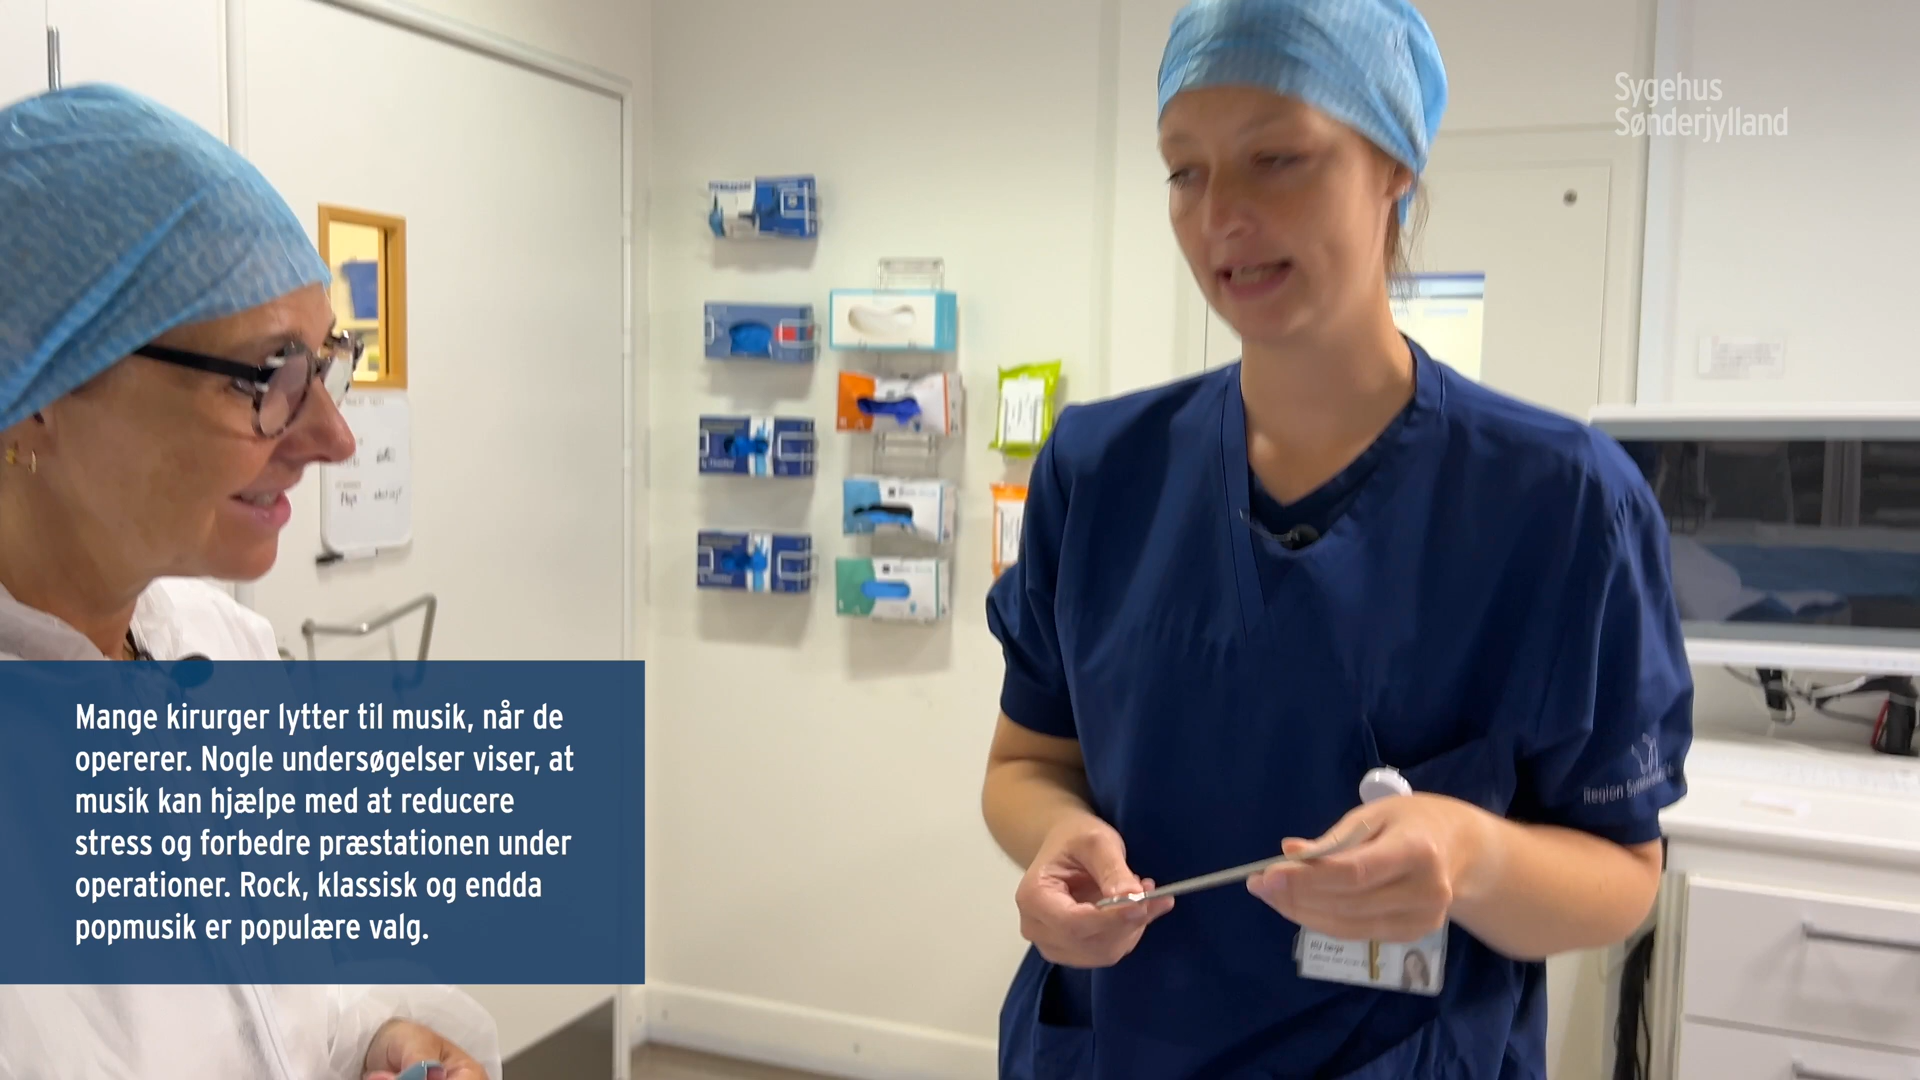 Sygehus
Sønderjylland
Mange kirurger lytter til musik, når de
opererer. Nogle undersøgelser viser, at
musik kan hjælpe med at reducere
stress og forbedre præstationen under
operationer. Rock, klassisk og endda
popmusik er populære valg.
Region